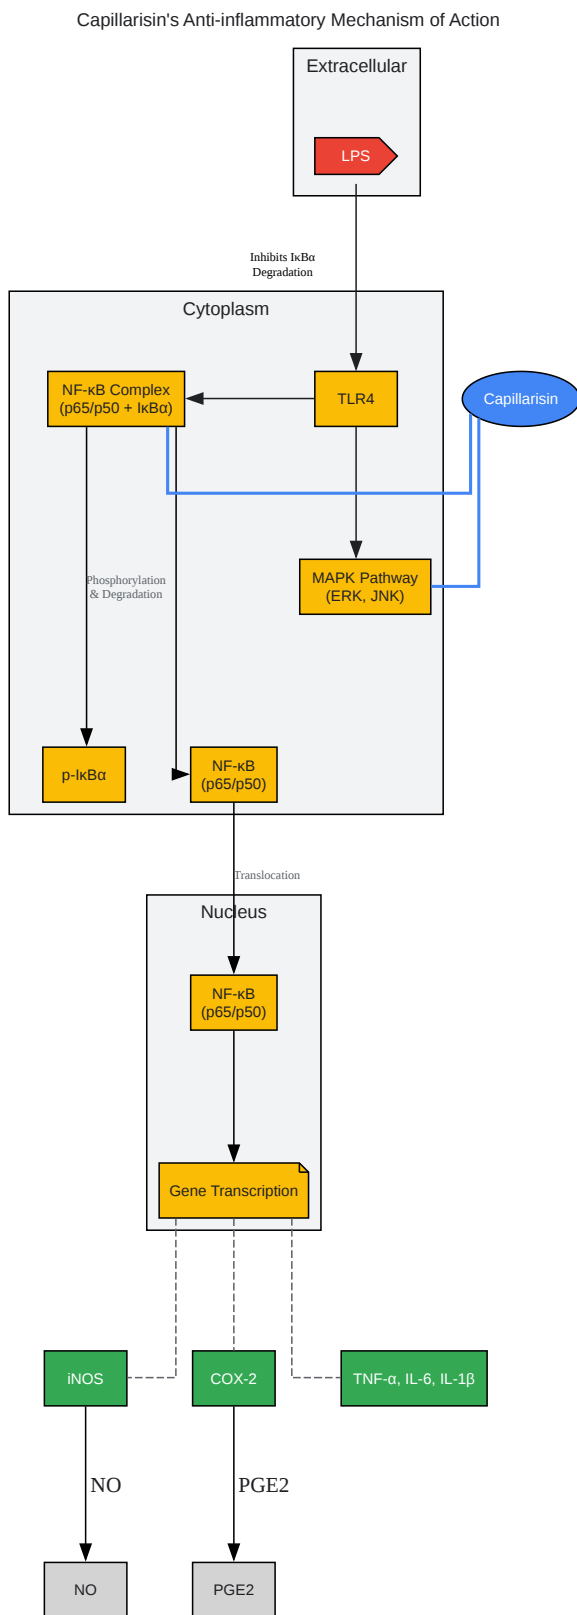 Capillarisin's Anti-inflammatory Mechanism of Action
Extracellular
LPS
Inhibits IκBα
Degradation
Cytoplasm
NF-κB Complex
(p65/p50 + IκBα)
TLR4
Capillarisin
Phosphorylation
& Degradation
MAPK Pathway
(ERK, JNK)
p-IκBα
NF-κB
(p65/p50)
Translocation
Nucleus
NF-κB
(p65/p50)
Gene Transcription
iNOS
COX-2
TNF-α, IL-6, IL-1β
NO
PGE2
NO
PGE2